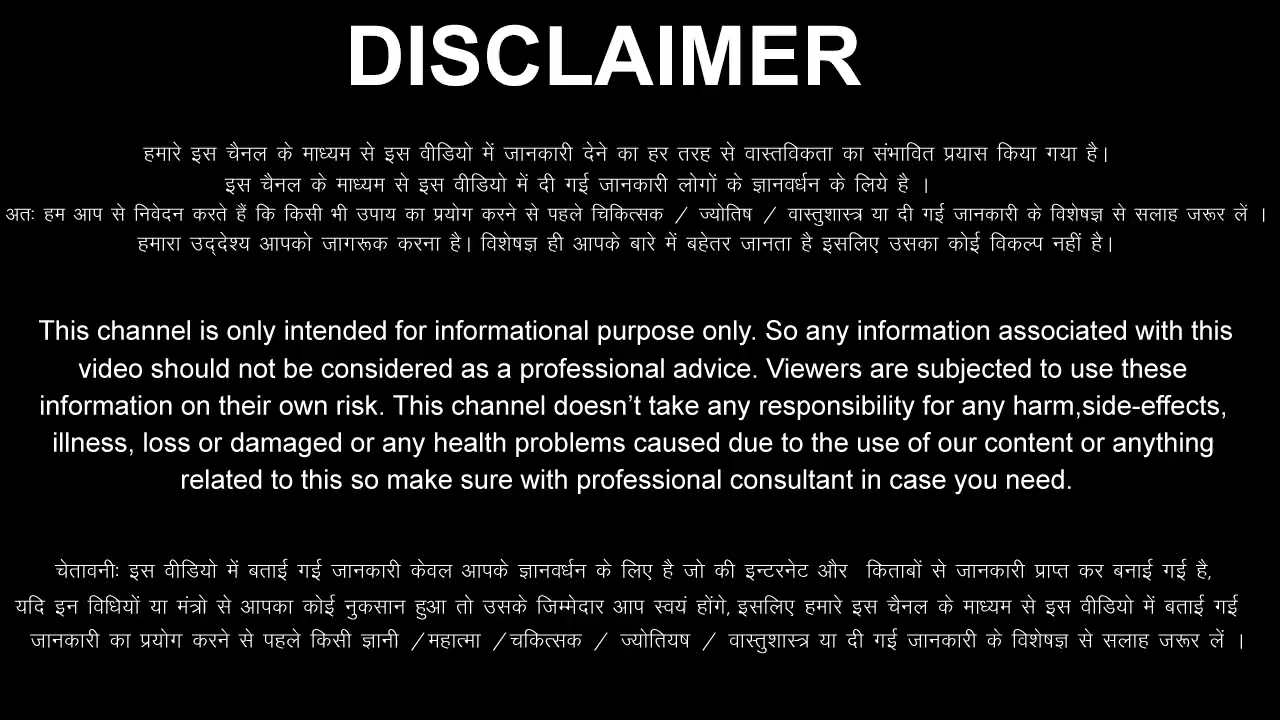 DISCLAIMER
हमारे इस चैनल के माध्यम से इस वीडियो में जानकारी देने का हर तरह से वास्तविकता का संभावित प्रयास किया गया है।
इस चैनल के माध्यम से इस वीडियो में दी गई जानकारी लोगों के ज्ञानवर्धन के लिये है ।
अतः हम आप से निवेदन करते हैं कि किसी भी उपाय का प्रयोग करने से पहले चिकित्सक / ज्योतिष / वास्तुशास्त्र या दी गई जानकारी के विशेषज्ञ से सलाह जरूर लें ।
हमारा उद्देश्य आपको जागरूक करना है। विशेषज्ञ ही आपके बारे में बहेतर जानता है इसलिए उसका कोई विकल्प नहीं है।
This channel is only intended for informational purpose only. So any information associated with this
video should not be considered as a professional advice. Viewers are subjected to use these
information on their own risk. This channel doesn’t take any responsibility for any harm,side-effects,
illness, loss or damaged or any health problems caused due to the use of our content or anything
related to this so make sure with professional consultant in case you need.
चेतावनीः इस वीडियो में बताई गई जानकारी केवल आपके ज्ञानवर्धन के लिए है जो की इन्टरनेट और किताबों से जानकारी प्राप्त कर बनाई गई है,
यदि इन विधियों या मंत्रो से आपका कोई नुकसान हुआ तो उसके जिम्मेदार आप स्वयं होंगे, इसलिए हमारे इस चैनल के माध्यम से इस वीडियो में बताई गई
जानकारी का प्रयोग करने से पहले किसी ज्ञानी /महात्मा /चकित्सक / ज्योतियष / वास्तुशास्त्र या दी गई जानकारी के विशेषज्ञ से सलाह जरूर लें ।